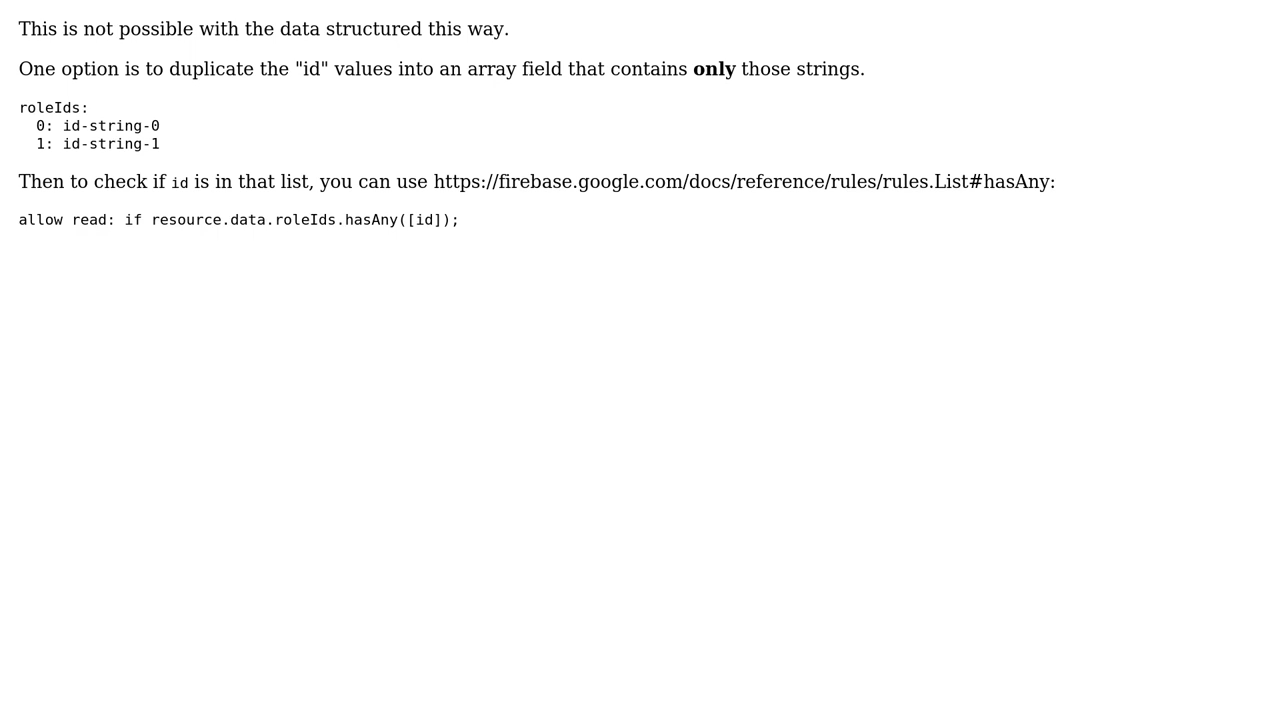 This is not possible with the data structured this way.
One option is to duplicate the "id" values into an array field that contains only those strings.
roleIds:
  0: id-string-0
  1: id-string-1
Then to check if id is in that list, you can use https://firebase.google.com/docs/reference/rules/rules.List#hasAny:
allow read: if resource.data.roleIds.hasAny([id]);